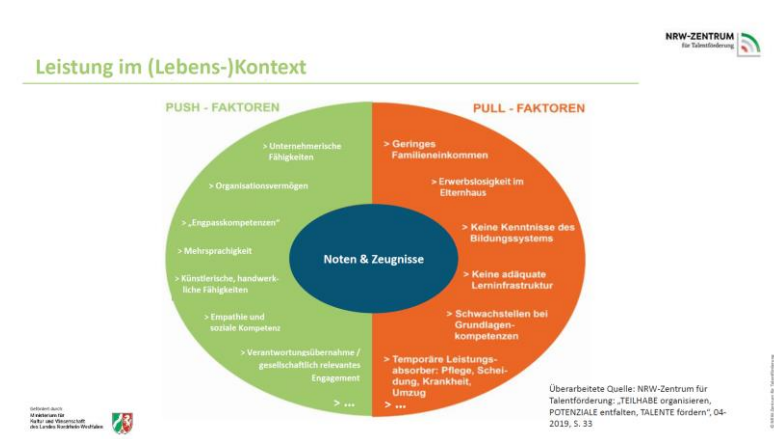 NRW-ZENTRUM
für Talentförderung
Leistung im (Lebens-)Kontext
PUSH - FAKTOREN
> Unternehmerische
Fähigkeiten
> Organisationsvermögen
> „Engpasskompetenzen“
> Mehrsprachigkeit
> Künstlerische, handwerk-
liche Fähigkeiten
> Empathie und
soziale Kompetenz
> Verantwortungsübernahme /
gesellschaftlich relevantes
Engagement
> ...
Noten & Zeugnisse
PULL - FAKTOREN
> Geringes
Familieneinkommen
> Erwerbslosigkeit im
Elternhaus
> Keine Kenntnisse des
Bildungssystems
> Keine adäquate
Lerninfrastruktur
> Schwachstellen bei
Grundlagen-
kompetenzen
> Temporäre Leistungs-
absorber: Pflege, Schei-
dung, Krankheit,
Umzug
> ...
Überarbeitete Quelle: NRW-Zentrum für
Talentförderung: „TEILHABE organisieren,
POTENZIALE entfalten, TALENTE fördern“, 04-
2019, S. 33
Gefördert durch
Ministerium für
Kultur und Wissenschaft
des Landes Nordrhein-Westfalen